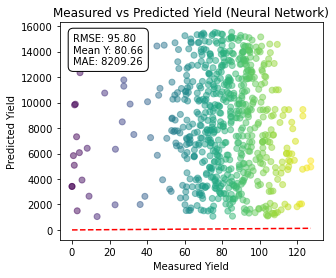 Measured vs Predicted Yield (Neural Network)
RMSE: 95.80
Mean Y: 80.66
MAE: 8209.26
16000
14000
12000
10000
8000
6000
4000
2000
0
Predicted Yield
0 20 40 60 80 100 120
Measured Yield